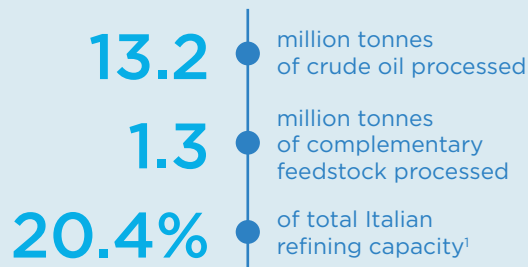 13.2
million tonnes
of crude oil processed
1.3
million tonnes
of complementary
feedstock processed
20.4%
of total Italian
refining capacity¹